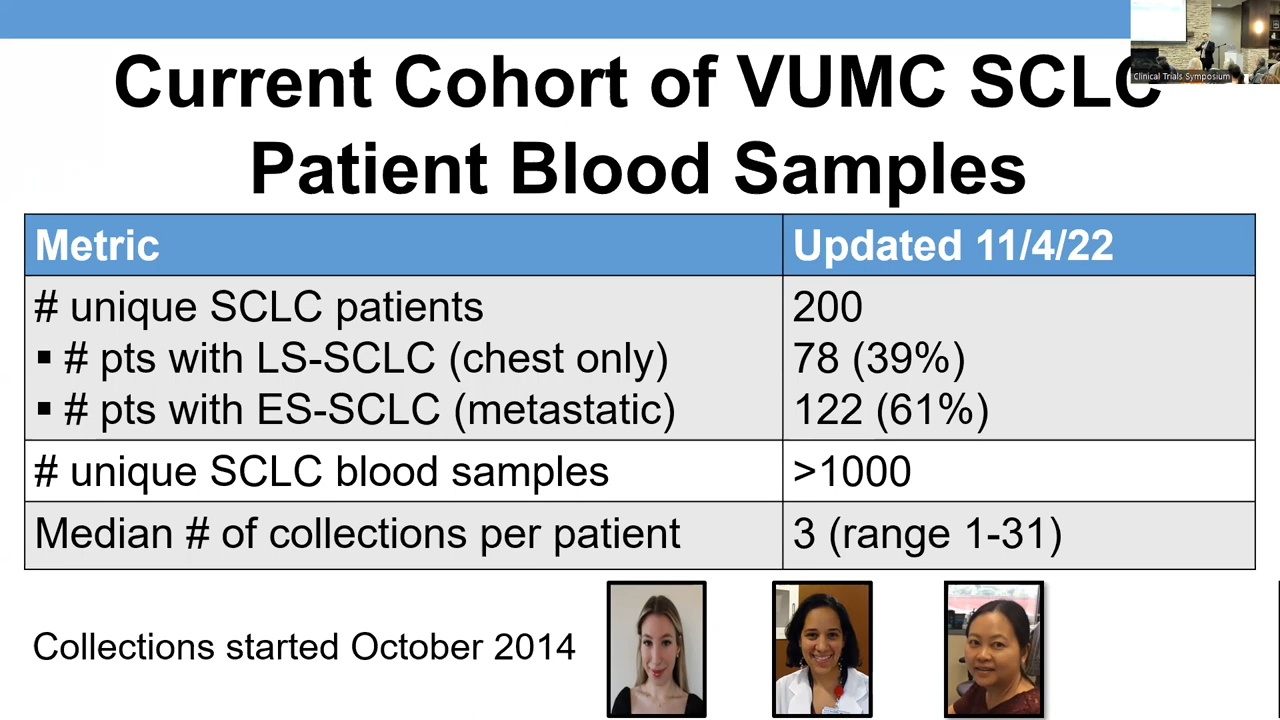 Current Cohort of VUMC SCLC
Patient Blood Samples
Clinical Trials Symposium
Metric
Updated 11/4/22
# unique SCLC patients
200
▪ # pts with LS-SCLC (chest only)
78 (39%)
▪ # pts with ES-SCLC (metastatic)
122 (61%)
# unique SCLC blood samples
>1000
Median # of collections per patient
3 (range 1-31)
Collections started October 2014